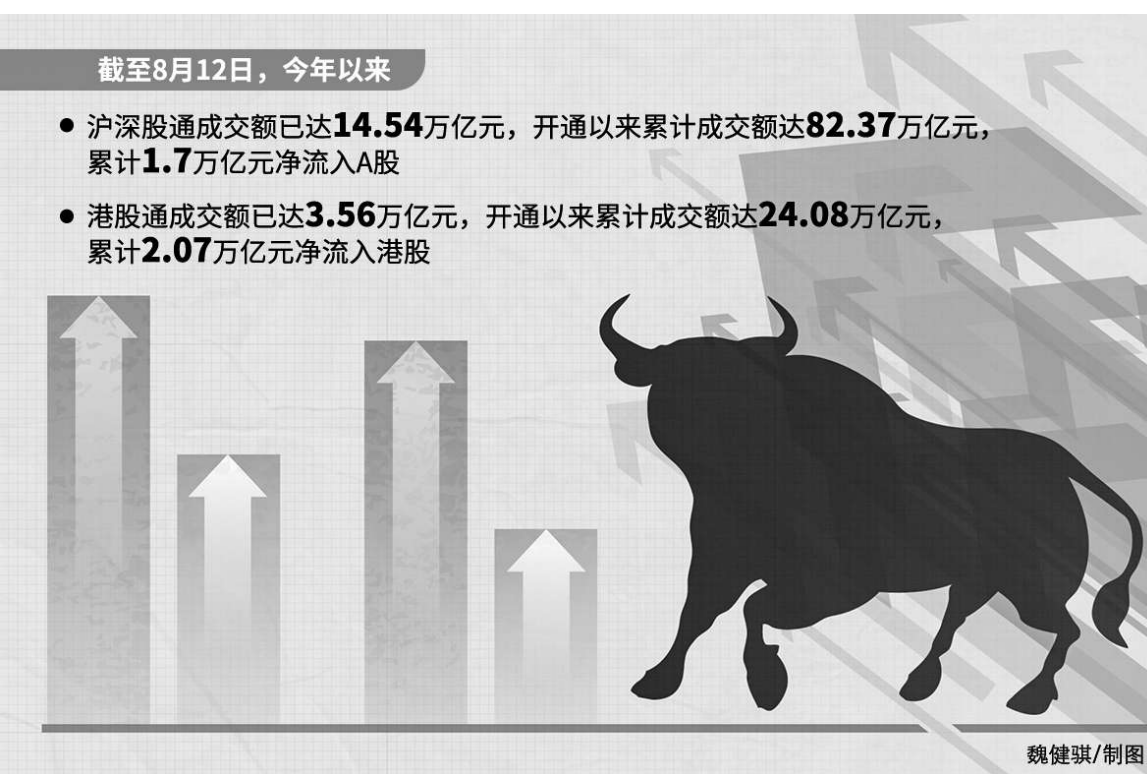 截至8月12日，今年以来
● 沪深股通成交额已达14.54万亿元，开通以来累计成交额达82.37万亿元，
累计1.7万亿元净流入A股
● 港股通成交额已达3.56万亿元，开通以来累计成交额达24.08万亿元，
累计2.07万亿元净流入港股
魏健骐/制图